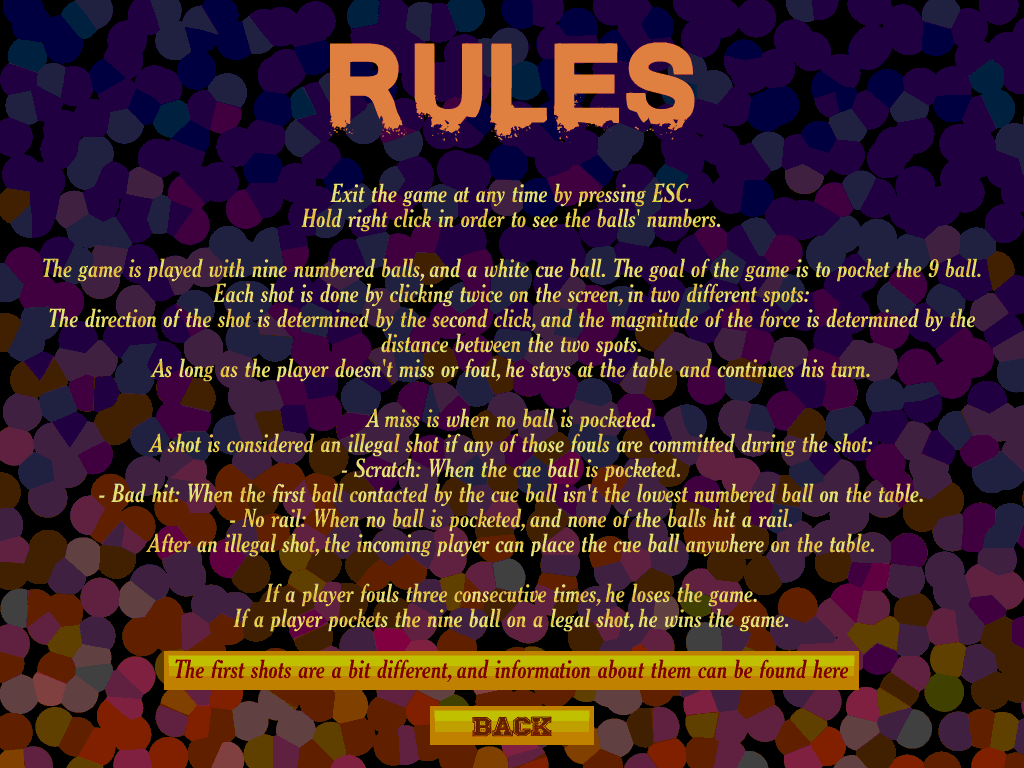 RULES
Exit the game at any time by pressing ESC.
Hold right click in order to see the balls' numbers.
The game is played with nine numbered balls, and a white cue ball. The goal of the game is to pocket the 9 ball.
Each shot is done by clicking twice on the screen, in two different spots:
The direction of the shot is determined by the second click, and the magnitude of the force is determined by the
distance between the two spots.
As long as the player doesn't miss or foul, he stays at the table and continues his turn.
A miss is when no ball is pocketed.
A shot is considered an illegal shot if any of those fouls are committed during the shot:
- Scratch: When the cue ball is pocketed.
- Bad hit: When the first ball contacted by the cue ball isn't the lowest numbered ball on the table.
- No rail: When no ball is pocketed, and none of the balls hit a rail.
After an illegal shot, the incoming player can place the cue ball anywhere on the table.
If a player fouls three consecutive times, he loses the game.
If a player pockets the nine ball on a legal shot, he wins the game.
The first shots are a bit different, and information about them can be found here
BACK